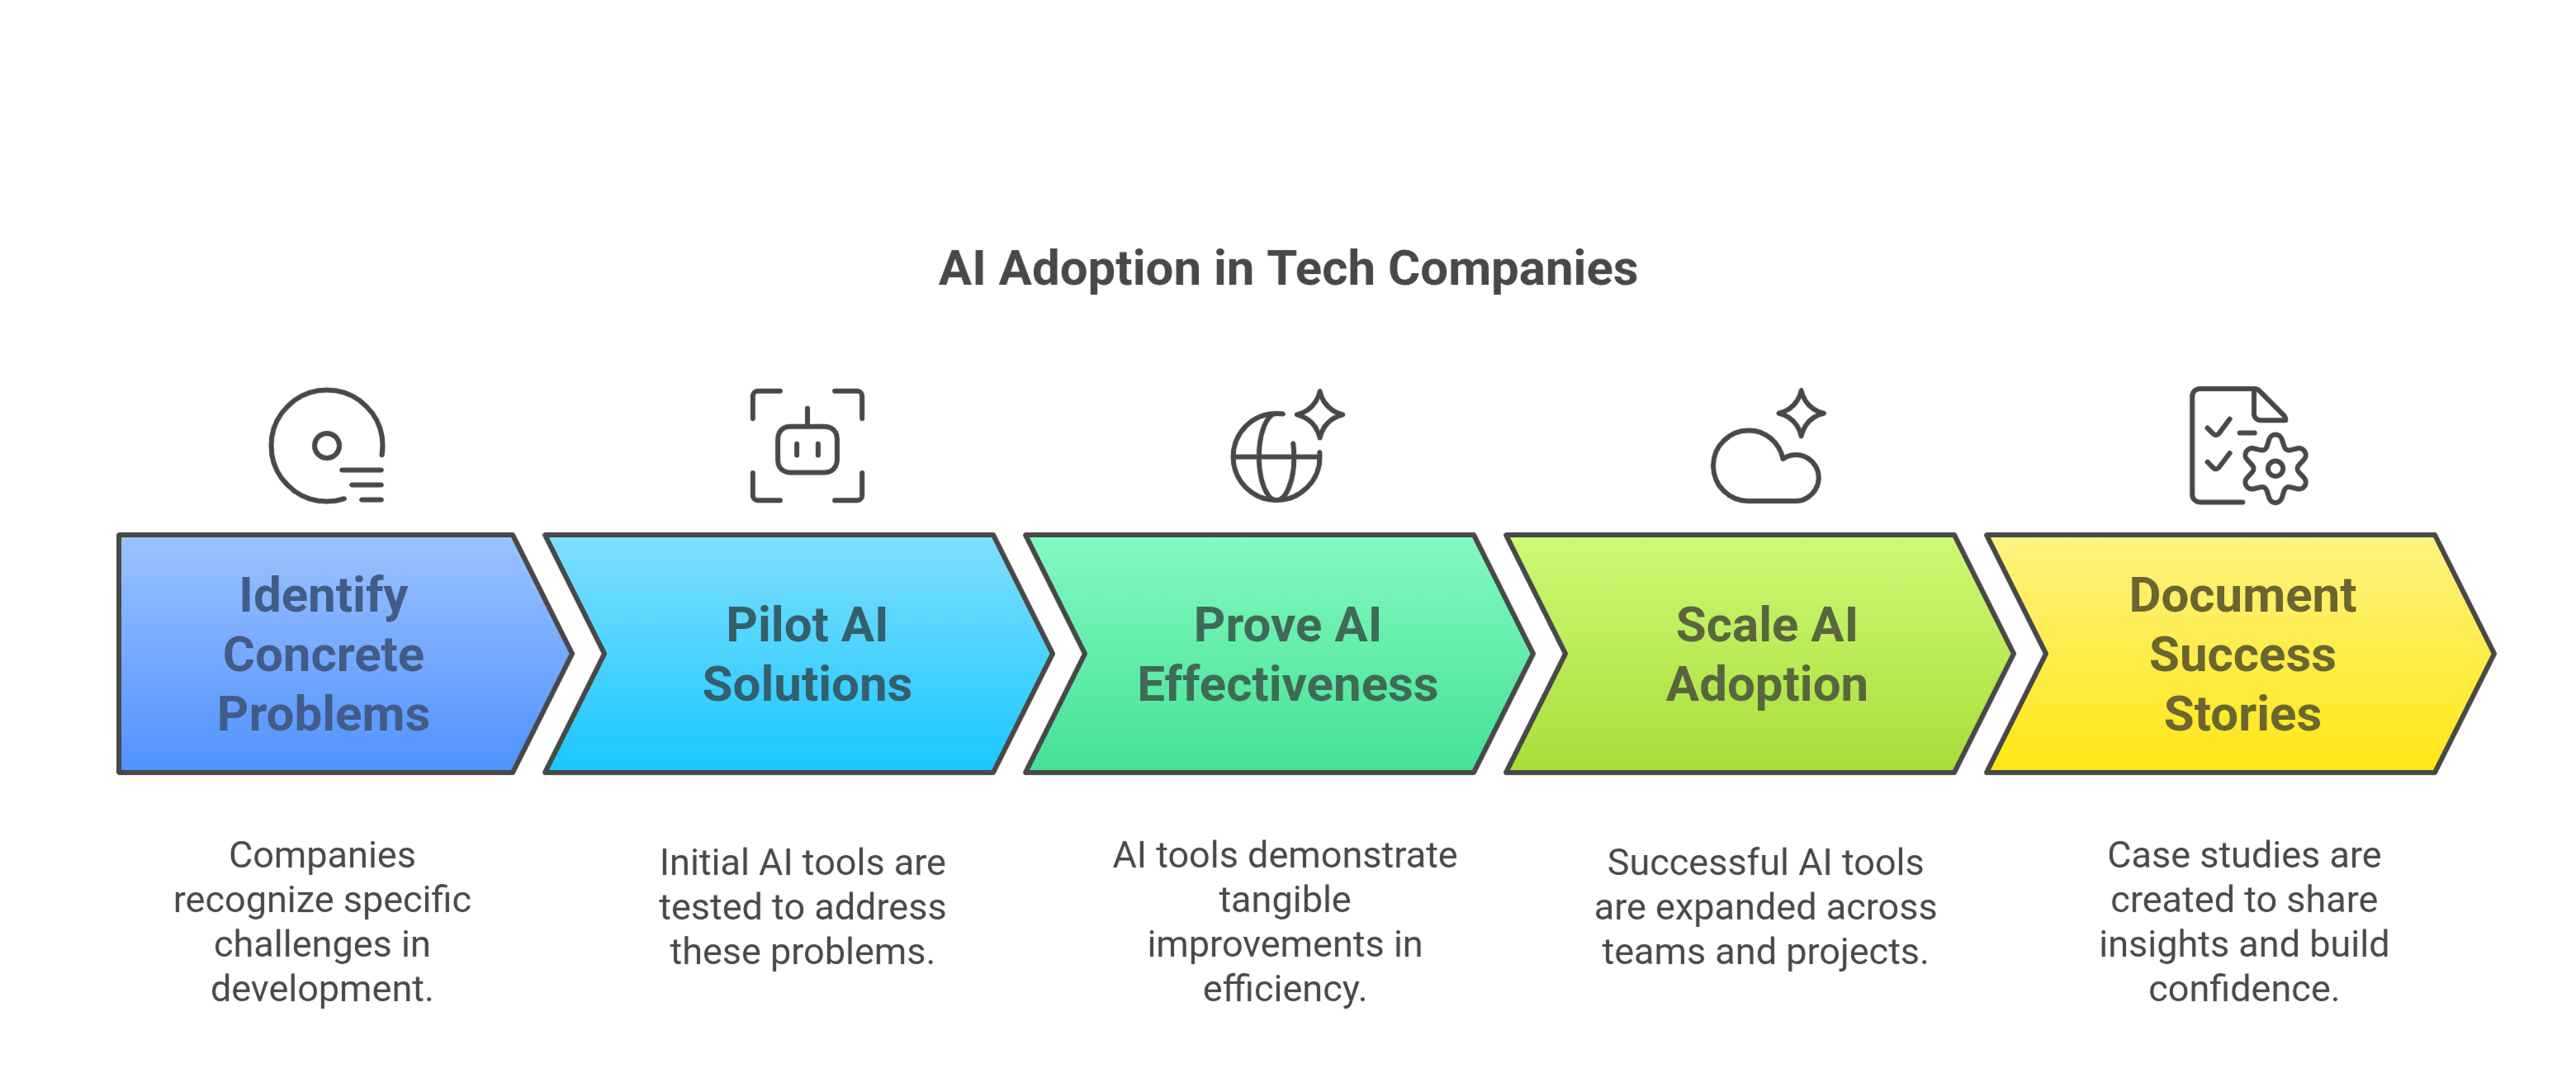 AI Adoption in Tech Companies
Identify
Concrete
Problems
Pilot AI
Solutions
Prove AI
Effectiveness
Scale AI
Adoption
Document
Success
Stories
Companies
recognize specific
challenges in
development.
Initial AI tools are
tested to address
these problems.
AI tools demonstrate
tangible
improvements in
efficiency.
Successful AI tools
are expanded across
teams and projects.
Case studies are
created to share
insights and build
confidence.